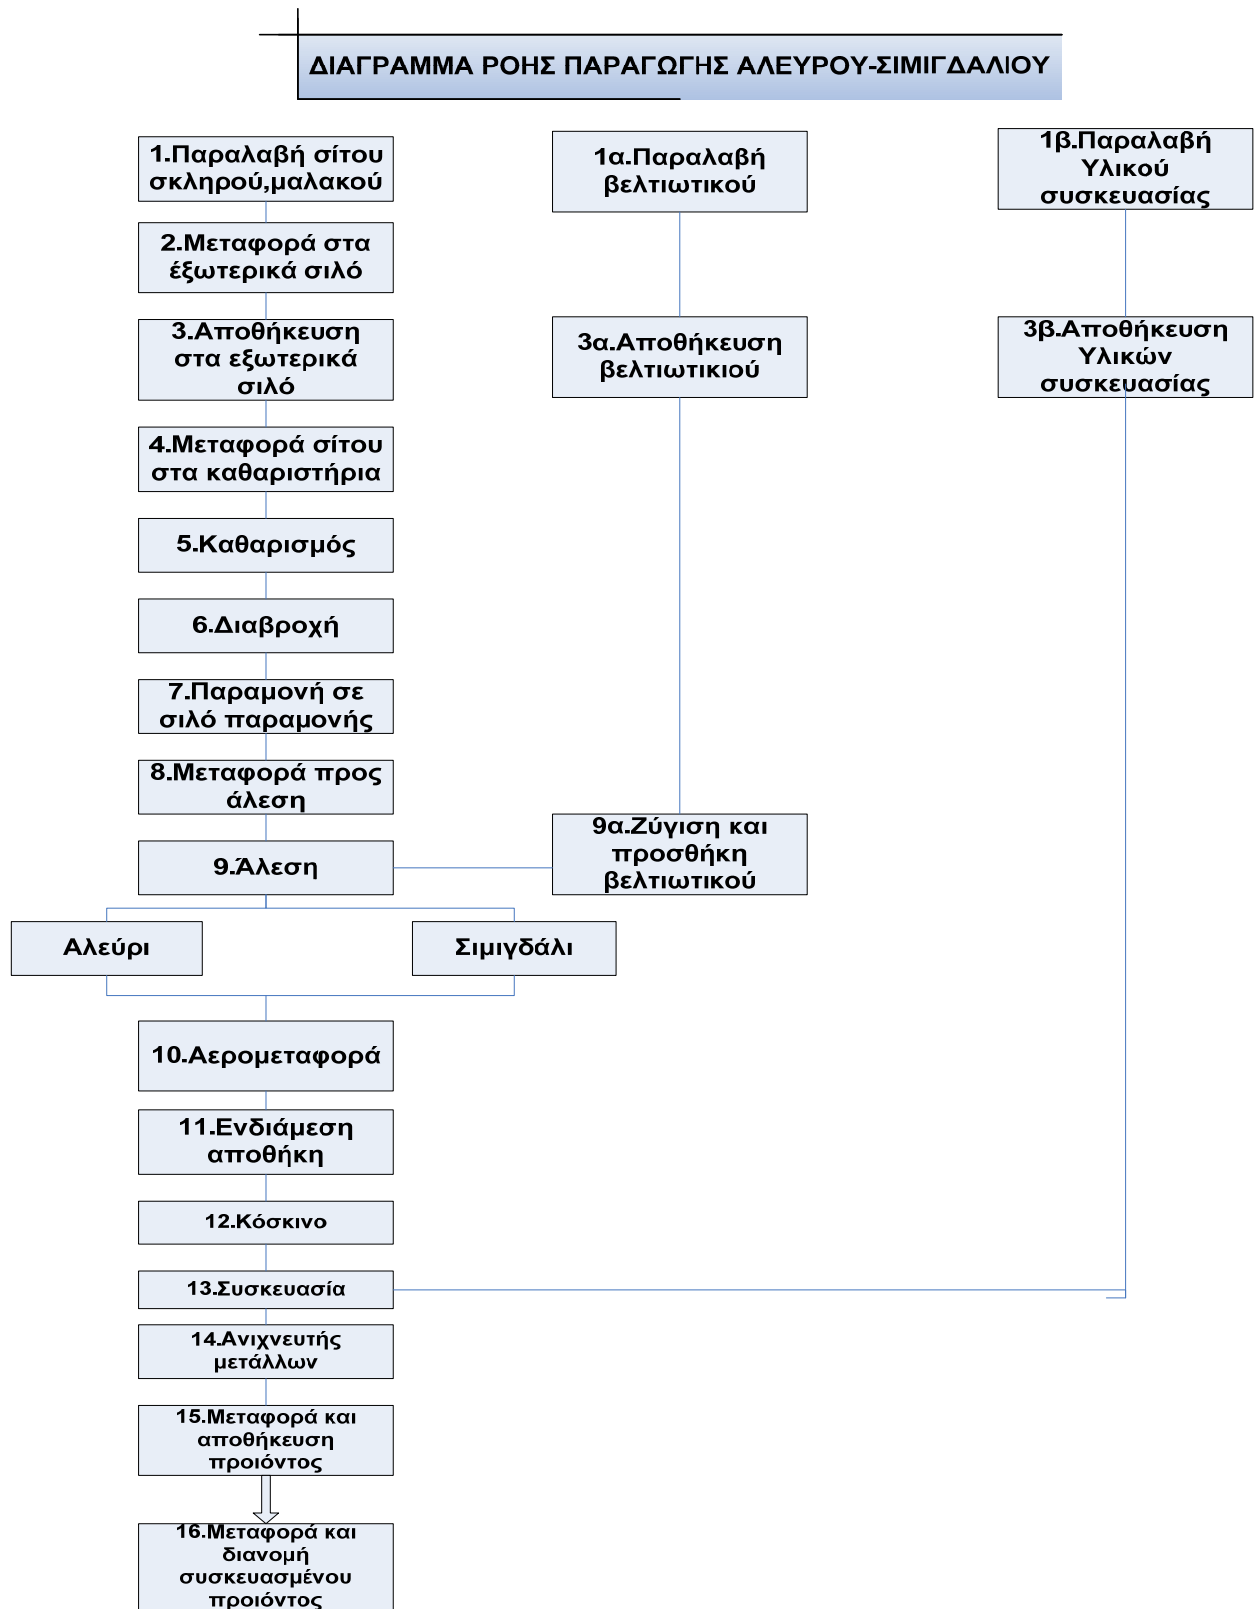 ΔΙΑΓΡΑΜΜΑ ΡΟΗΣ ΠΑΡΑΓΩΓΗΣ ΑΛΕΥΡΟΥ-ΣΙΜΙΓΔΑΛΙΟΥ
1.Παραλαβή σίτου
σκληρού,μαλακού
1α.Παραλαβή
βελτιωτικού
1β.Παραλαβή
Υλικού
συσκευασίας
2.Μεταφορά στα
έξωτερικά σιλό
3.Αποθήκευση
στα εξωτερικά
σιλό
3α.Αποθήκευση
βελτιωτικιού
3β.Αποθήκευση
Υλικών
συσκευασίας
4.Μεταφορά σίτου
στα καθαριστήρια
5.Καθαρισμός
6.Διαβροχή
7.Παραμονή σε
σιλό παραμονής
8.Μεταφορά προς
άλεση
9.Άλεση
9α.Ζύγιση και
προσθήκη
βελτιωτικού
Αλεύρι
Σιμιγδάλι
10.Αερομεταφορά
11.Ενδιάμεση
αποθήκη
12.Κόσκινο
13.Συσκευασία
14.Ανιχνευτής
μετάλλων
15.Μεταφορά και
αποθήκευση
προιόντος
16.Μεταφορά και
διανομή
συσκευασμένου
προιόντος